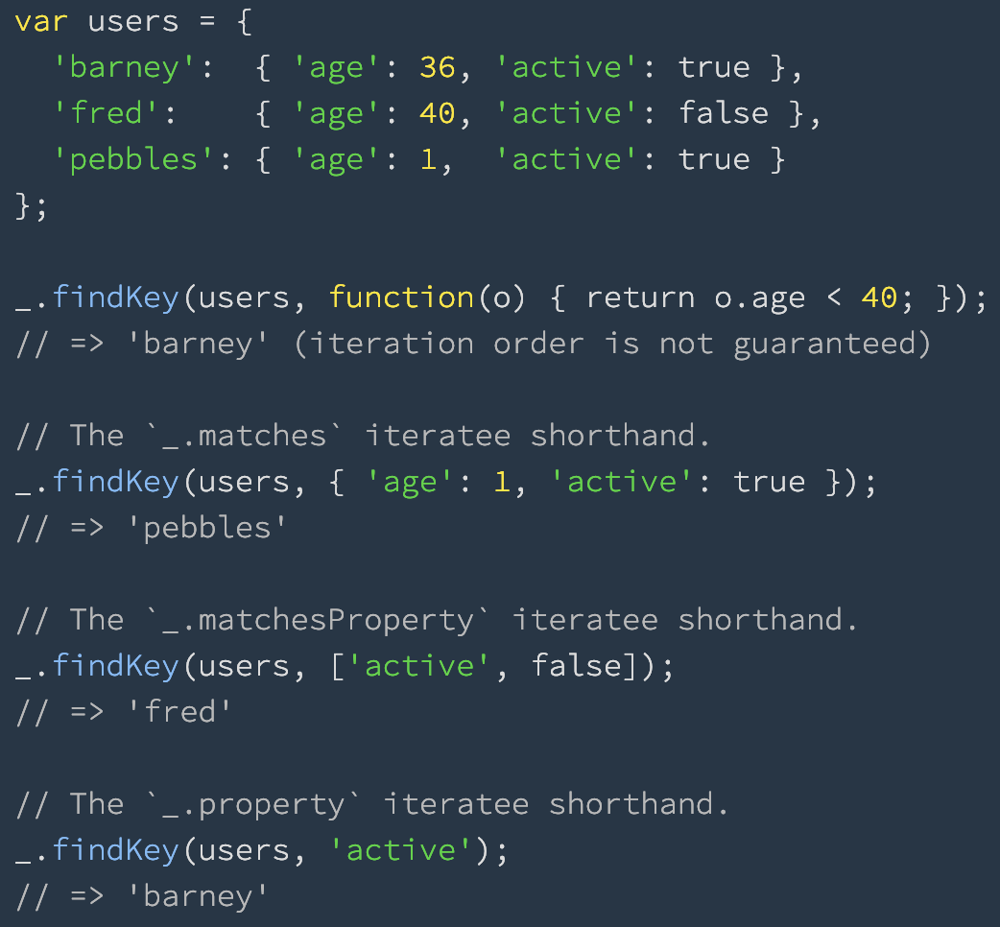 var users = {
  'barney':  { 'age': 36, 'active': true },
  'fred':    { 'age': 40, 'active': false },
  'pebbles': { 'age': 1,  'active': true }
};

_.findKey(users, function(o) { return o.age < 40; });
// => 'barney' (iteration order is not guaranteed)

// The `_.matches` iteratee shorthand.
_.findKey(users, { 'age': 1, 'active': true });
// => 'pebbles'

// The `_.matchesProperty` iteratee shorthand.
_.findKey(users, ['active', false]);
// => 'fred'

// The `_.property` iteratee shorthand.
_.findKey(users, 'active');
// => 'barney'